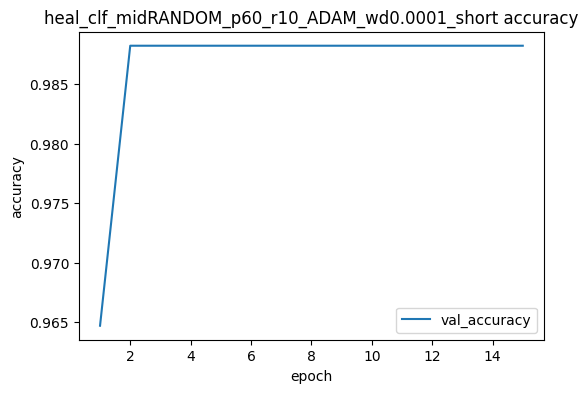 heal_clf_midRANDOM_p60_r10_ADAM_wd0.0001_short accuracy
accuracy
0.985
0.980
0.975
0.970
0.965
val_accuracy
2 4 6 8 10 12 14
epoch